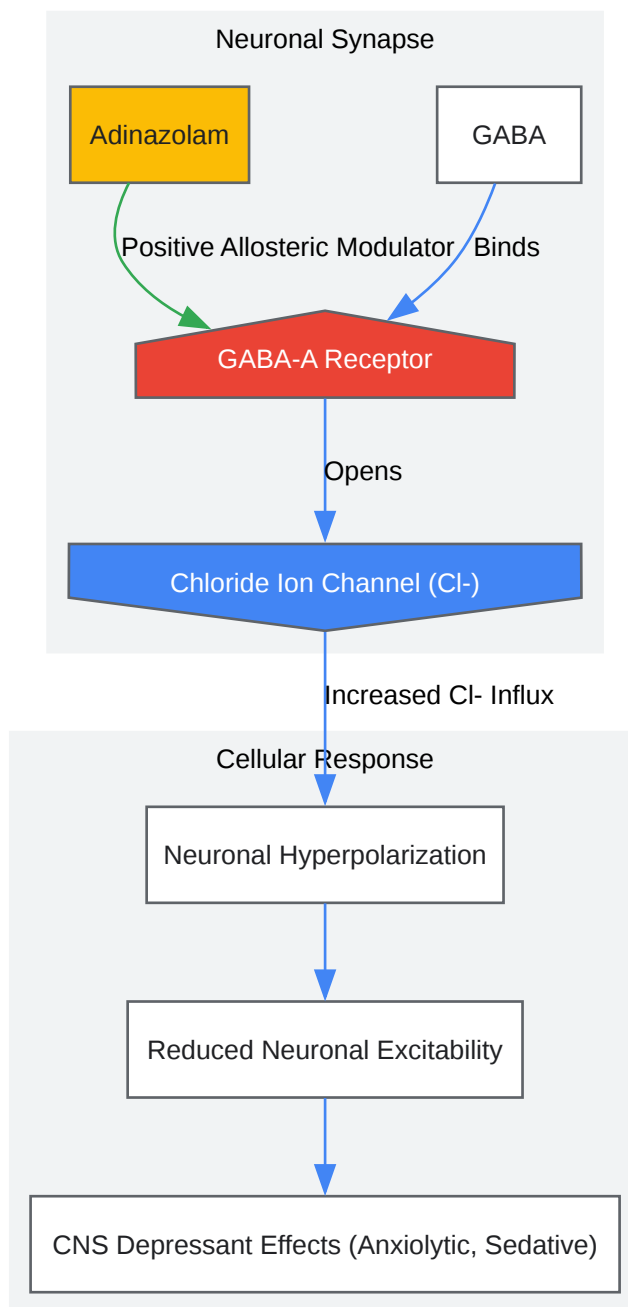 Neuronal Synapse
Adinazolam
GABA
Positive Allosteric Modulator
Binds
GABA-A Receptor
Opens
Chloride Ion Channel (Cl-)
Increased Cl- Influx
Cellular Response
Neuronal Hyperpolarization
Reduced Neuronal Excitability
CNS Depressant Effects (Anxiolytic, Sedative)